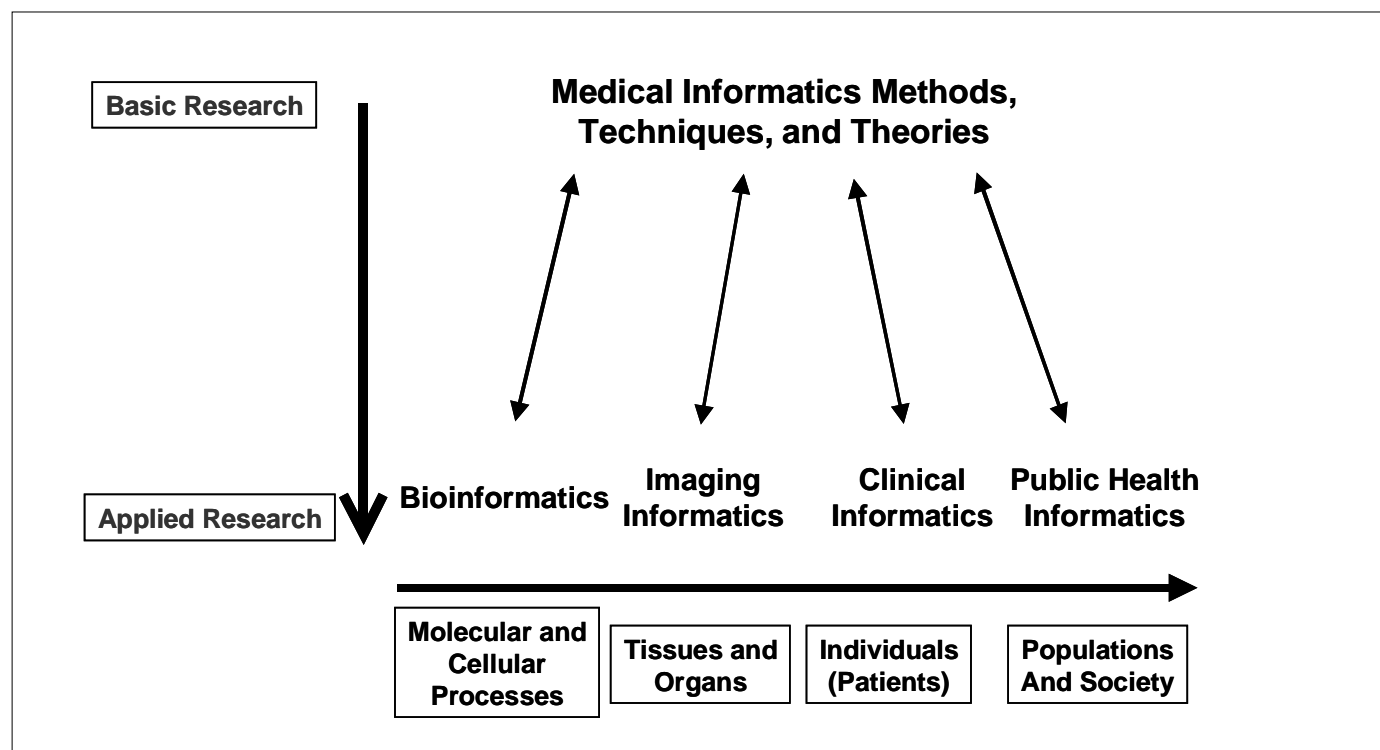 Basic Research
Medical Informatics Methods,
Techniques, and Theories
Applied Research
Bioinformatics
Imaging
Informatics
Clinical
Informatics
Public Health
Informatics
Molecular and
Cellular
Processes
Tissues and
Organs
Individuals
(Patients)
Populations
And Society